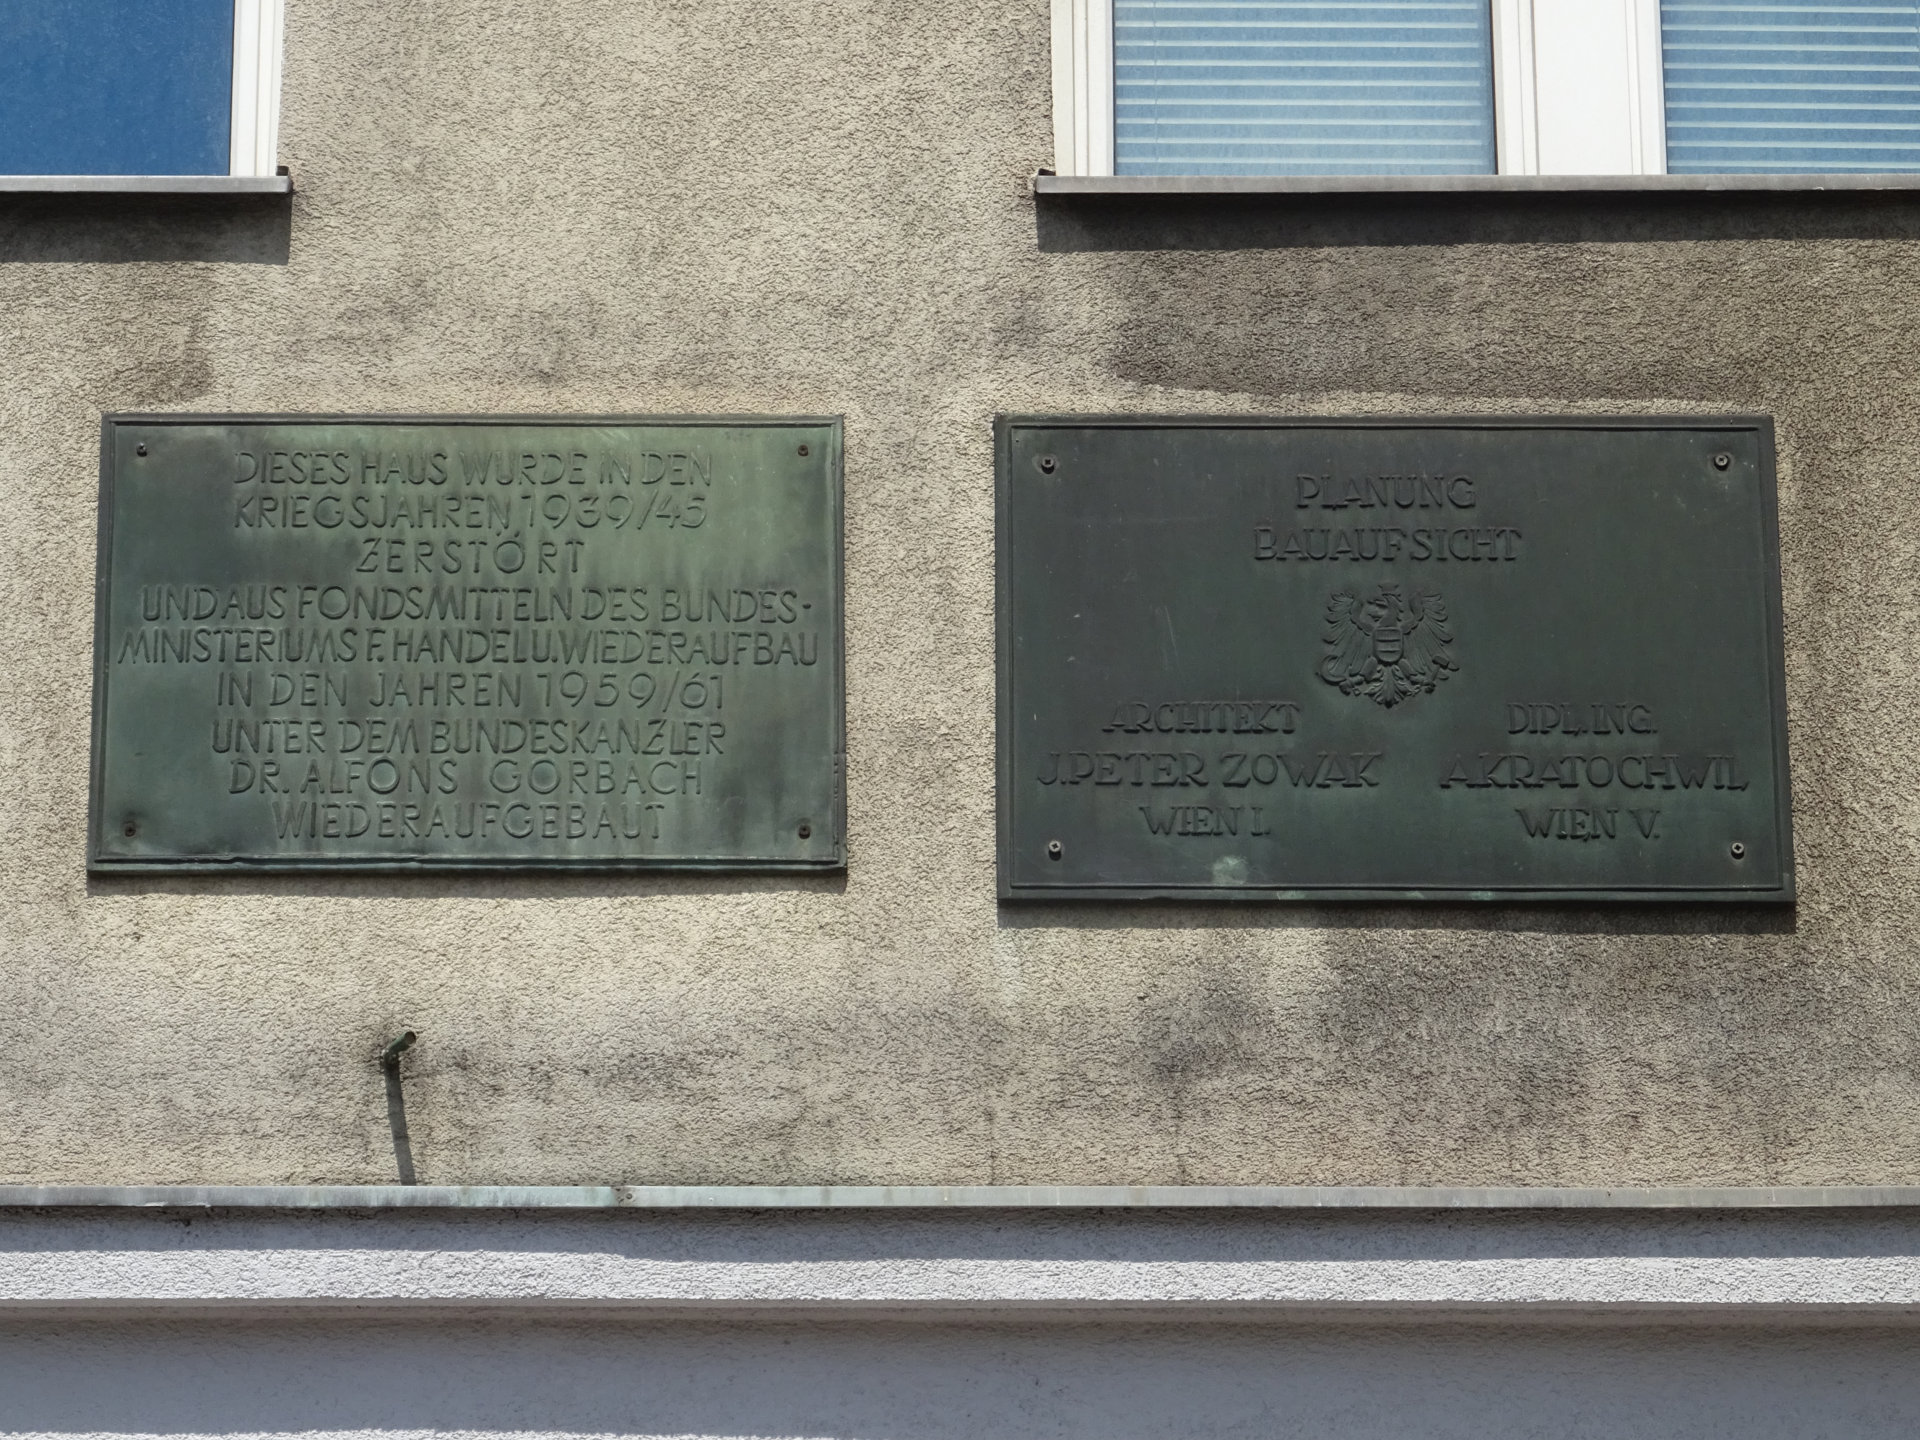 DIESES HAUS WURDE IN DEN
KRIEGSJAHREN 1939/45
ZERSTÖRT
UND AUS FONDSMITTELN DES BUNDES-
MINISTERIUMS F. HANDEL U. WIEDERAUFBAU
IN DEN JAHREN 1959/61
UNTER DEM BUNDESKANZLER
DR. ALFONS GORBACH
WIEDERAUFGEBAUT
PLANUNG
BAUAUFSICHT
ARCHITEKT
J. PETER ZOWAK
WIEN I.
DIPL. ING.
A KRATOCHWIL
WIEN V.